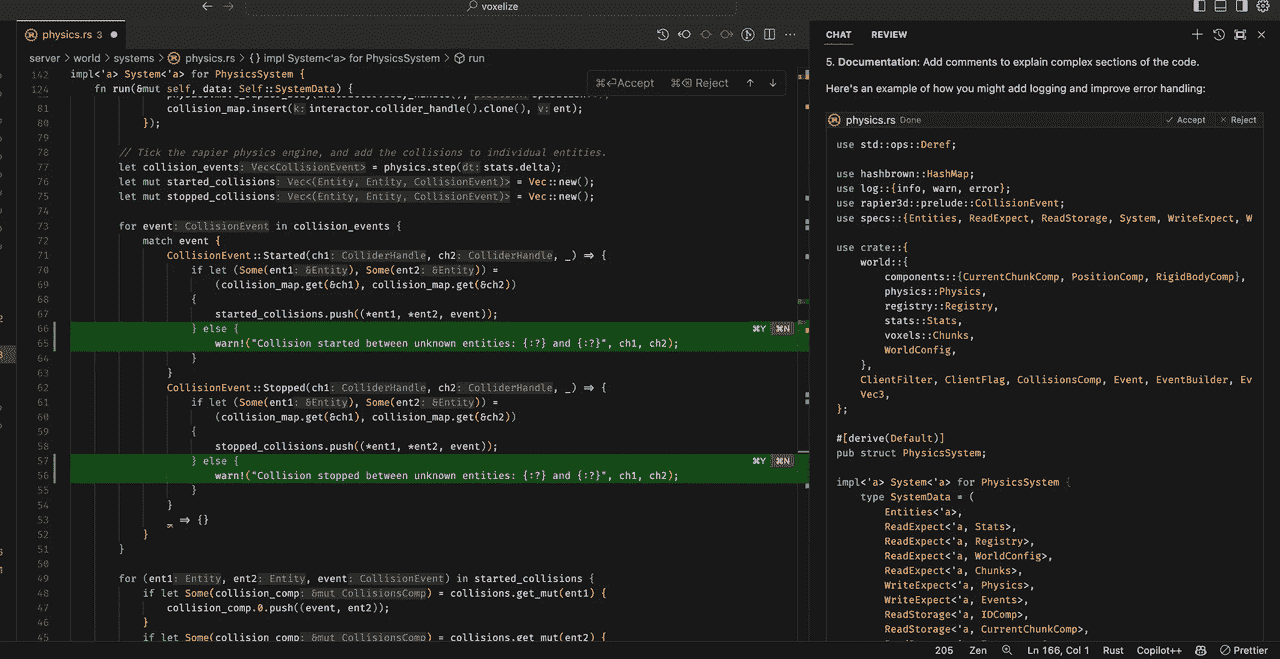 voxelize
physics.rs 3
server > world > systems > physics.rs > {} impl System<'a> for PhysicsSystem > run
142 impl<'a> System<'a> for PhysicsSystem {
124 fn run(&mut self, data: Self::SystemData) {
⌘⏎Accept ⌘⌫ Reject ↑ ↓
81 collision_map.insert(k: interactor.collider_handle().clone(), v: ent);
80 });
79
78 // Tick the rapier physics engine, and add the collisions to individual entities.
77 let collision_events: Vec<CollisionEvent> = physics.step(dt: stats.delta);
76 let mut started_collisions: Vec<(Entity, Entity, CollisionEvent)> = Vec::new();
75 let mut stopped_collisions: Vec<(Entity, Entity, CollisionEvent)> = Vec::new();
74
73 for event: CollisionEvent in collision_events {
72 match event {
71 CollisionEvent::Started(ch1: ColliderHandle, ch2: ColliderHandle, _) => {
70 if let (Some(ent1: &Entity), Some(ent2: &Entity)) =
69 (collision_map.get(&ch1), collision_map.get(&ch2))
68 {
67 started_collisions.push((*ent1, *ent2, event));
66 } else { ⌘Y ⌘N
65 warn!("Collision started between unknown entities: {:?} and {:?}", ch1, ch2);
64 }
63 }
62 CollisionEvent::Stopped(ch1: ColliderHandle, ch2: ColliderHandle, _) => {
61 if let (Some(ent1: &Entity), Some(ent2: &Entity)) =
60 (collision_map.get(&ch1), collision_map.get(&ch2))
59 {
58 stopped_collisions.push((*ent1, *ent2, event));
57 } else { ⌘Y ⌘N
56 warn!("Collision stopped between unknown entities: {:?} and {:?}", ch1, ch2);
55 }
54 }
53 _ => {}
52 }
51 }
50
49 for (ent1: Entity, ent2: Entity, event: CollisionEvent) in started_collisions {
48 if let Some(collision_comp: &mut CollisionsComp) = collisions.get_mut(ent1) {
47 collision_comp.0.push((event, ent2));
46 }
45 if let Some(collision_comp: &mut CollisionsComp) = collisions.get_mut(ent2) {
CHAT REVIEW
5. Documentation: Add comments to explain complex sections of the code.
Here's an example of how you might add logging and improve error handling:
physics.rs Done ✓ Accept × Reject
use std::ops::Deref;
use hashbrown::HashMap;
use log::{info, warn, error};
use rapier3d::prelude::CollisionEvent;
use specs::{Entities, ReadExpect, ReadStorage, System, WriteExpect, W
use crate::{
world::{
components::{CurrentChunkComp, PositionComp, RigidBodyComp},
physics::Physics,
registry::Registry,
stats::Stats,
voxels::Chunks,
WorldConfig,
},
ClientFilter, ClientFlag, CollisionsComp, Event, EventBuilder, Ev
Vec3,
};
#[derive(Default)]
pub struct PhysicsSystem;
impl<'a> System<'a> for PhysicsSystem {
type SystemData = (
Entities<'a>,
ReadExpect<'a, Stats>,
ReadExpect<'a, Registry>,
ReadExpect<'a, WorldConfig>,
ReadExpect<'a, Chunks>,
WriteExpect<'a, Physics>,
WriteExpect<'a, Events>,
ReadStorage<'a, IDComp>,
ReadStorage<'a, CurrentChunkComp>,
205 Zen Ln 166, Col 1 Rust Copilot++ Prettier